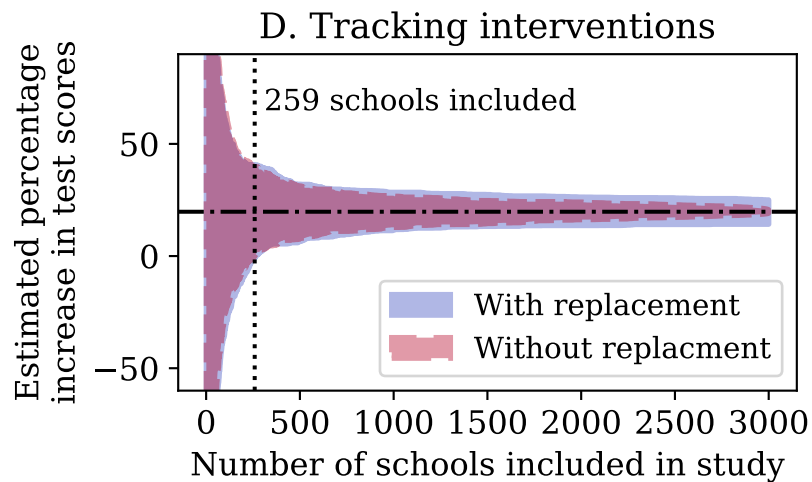 D. Tracking interventions
Estimated percentage
increase in test scores
50
0
−50
259 schools included
With replacement
Without replacment
0 500 1000 1500 2000 2500 3000
Number of schools included in study